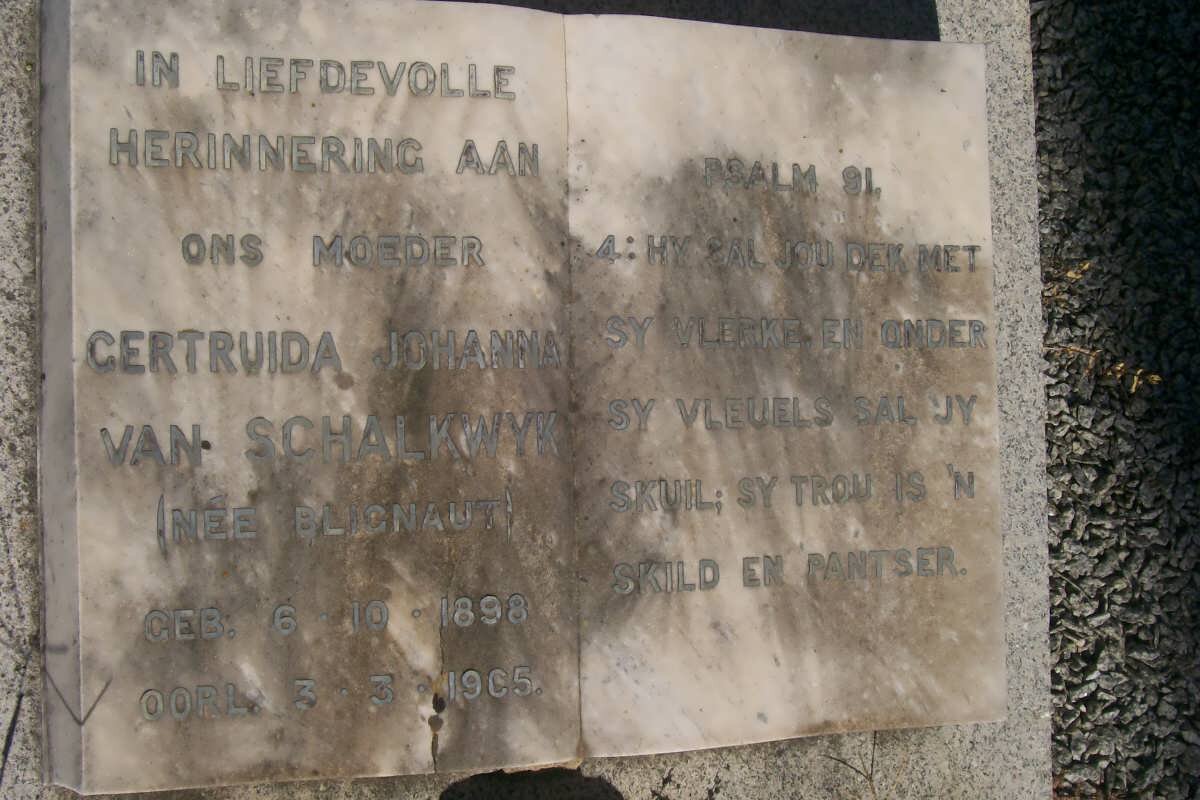 IN LIEFDEVOLLE
HERINNERING AAN
ONS MOEDER
GERTRUIDA JOHANNA
VAN SCHALKWYK
(NÉE BLIGNAUT)
GEB. 6 · 10 · 1898
OORL. 3 · 3 · 1965.
PSALM 91.
4: HY SAL JOU DEK MET
SY VLERKE, EN ONDER
SY VLEUELS SAL JY
SKUIL; SY TROU IS 'N
SKILD EN PANTSER.